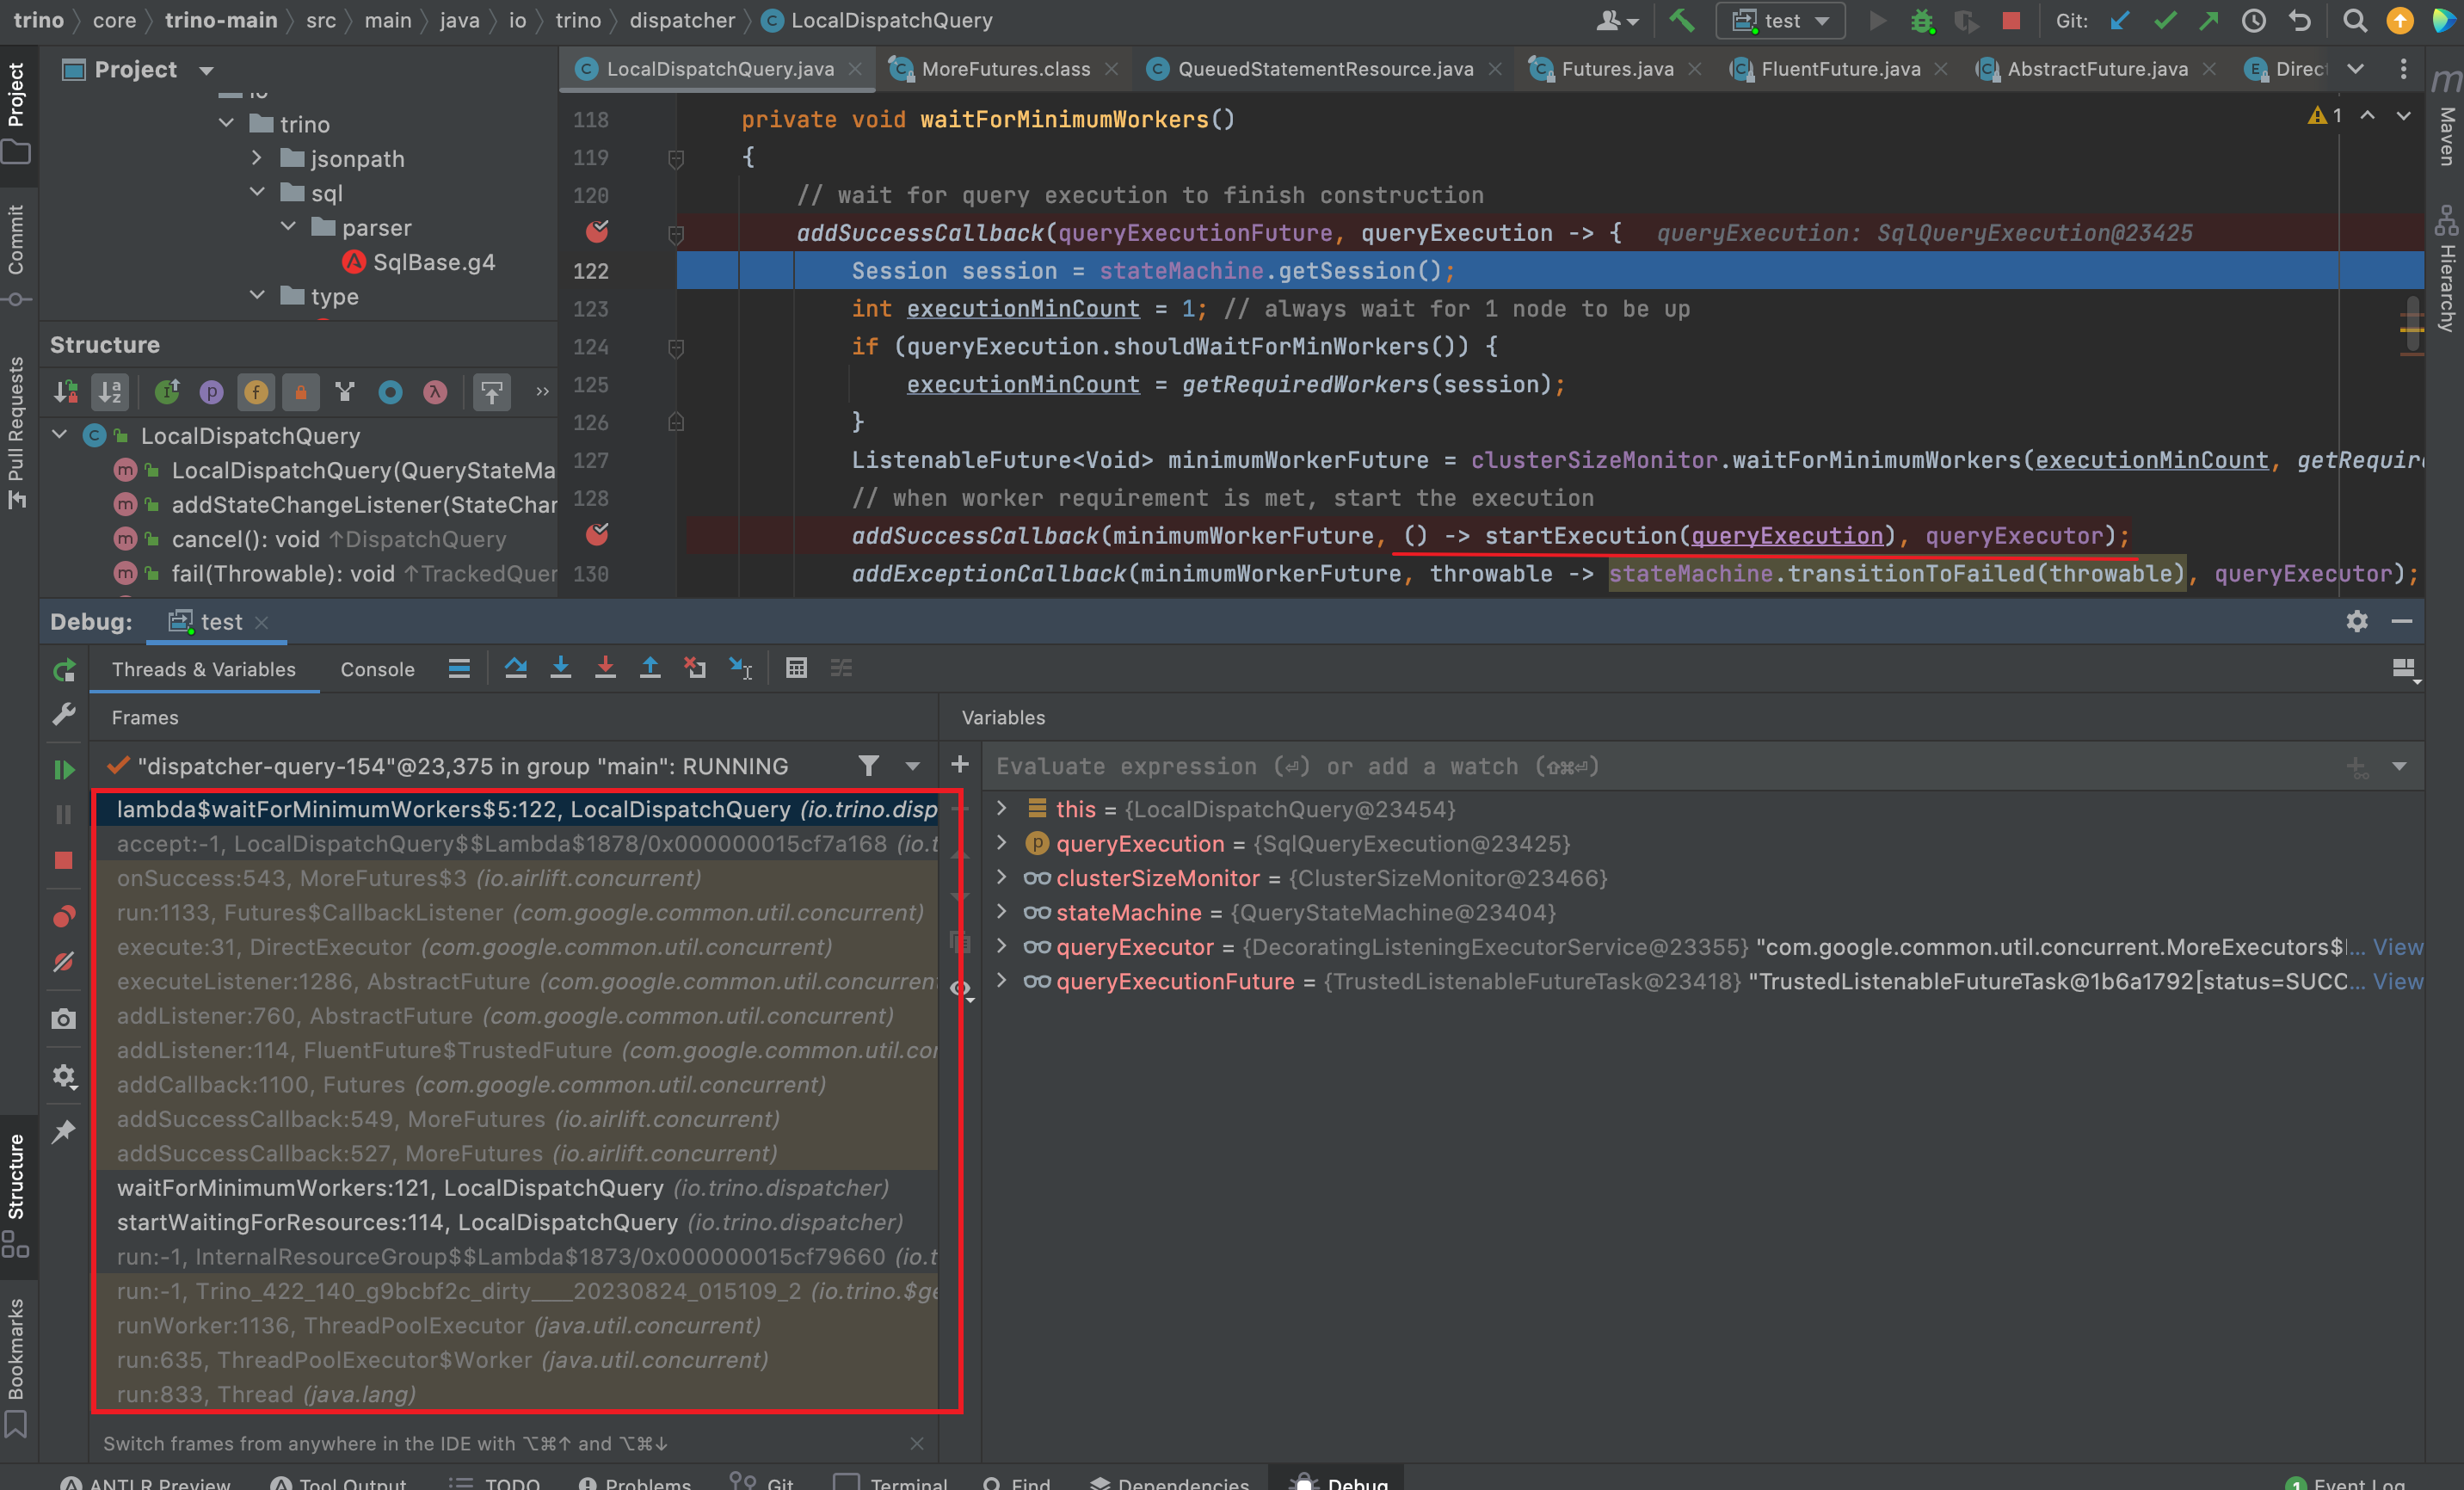 trino core trino-main src main java io trino dispatcher LocalDispatchQuery test Git:
Project
LocalDispatchQuery.java MoreFutures.class QueuedStatementResource.java Futures.java FluentFuture.java AbstractFuture.java Direc
trino
jsonpath
sql
parser
SqlBase.g4
type
118 private void waitForMinimumWorkers() 1
119 {
120 // wait for query execution to finish construction
addSuccessCallback(queryExecutionFuture, queryExecution -> { queryExecution: SqlQueryExecution@23425
122 Session session = stateMachine.getSession();
123 int executionMinCount = 1; // always wait for 1 node to be up
124 if (queryExecution.shouldWaitForMinWorkers()) {
125 executionMinCount = getRequiredWorkers(session);
126 }
127 ListenableFuture<Void> minimumWorkerFuture = clusterSizeMonitor.waitForMinimumWorkers(executionMinCount, getRequire
128 // when worker requirement is met, start the execution
addSuccessCallback(minimumWorkerFuture, () -> startExecution(queryExecution), queryExecutor);
130 addExceptionCallback(minimumWorkerFuture, throwable -> stateMachine.transitionToFailed(throwable), queryExecutor);
Structure
LocalDispatchQuery
LocalDispatchQuery(QueryStateMa
addStateChangeListener(StateChar
cancel(): void ↑DispatchQuery
fail(Throwable): void ↑TrackedQuer
Project
Commit
Pull Requests
Structure
Bookmarks
Maven
Hierarchy
Debug: test
Threads & Variables Console
Frames
Variables
"dispatcher-query-154"@23,375 in group "main": RUNNING
Evaluate expression (⏎) or add a watch (⇧⌘⏎)
lambda$waitForMinimumWorkers$5:122, LocalDispatchQuery (io.trino.disp
accept:-1, LocalDispatchQuery$$Lambda$1878/0x000000015cf7a168 (io.t
onSuccess:543, MoreFutures$3 (io.airlift.concurrent)
run:1133, Futures$CallbackListener (com.google.common.util.concurrent)
execute:31, DirectExecutor (com.google.common.util.concurrent)
executeListener:1286, AbstractFuture (com.google.common.util.concurrent
addListener:760, AbstractFuture (com.google.common.util.concurrent)
addListener:114, FluentFuture$TrustedFuture (com.google.common.util.cor
addCallback:1100, Futures (com.google.common.util.concurrent)
addSuccessCallback:549, MoreFutures (io.airlift.concurrent)
addSuccessCallback:527, MoreFutures (io.airlift.concurrent)
waitForMinimumWorkers:121, LocalDispatchQuery (io.trino.dispatcher)
startWaitingForResources:114, LocalDispatchQuery (io.trino.dispatcher)
run:-1, InternalResourceGroup$$Lambda$1873/0x000000015cf79660 (io.t
run:-1, Trino_422_140_g9bcbf2c_dirty____20230824_015109_2 (io.trino.$ge
runWorker:1136, ThreadPoolExecutor (java.util.concurrent)
run:635, ThreadPoolExecutor$Worker (java.util.concurrent)
run:833, Thread (java.lang)
this = {LocalDispatchQuery@23454}
queryExecution = {SqlQueryExecution@23425}
clusterSizeMonitor = {ClusterSizeMonitor@23466}
stateMachine = {QueryStateMachine@23404}
queryExecutor = {DecoratingListeningExecutorService@23355} "com.google.common.util.concurrent.MoreExecutors$l... View
queryExecutionFuture = {TrustedListenableFutureTask@23418} "TrustedListenableFutureTask@1b6a1792[status=SUCC... View
Switch frames from anywhere in the IDE with ⌥⌘↑ and ⌥⌘↓
ANTLR Preview Tool Output TODO Problems Git Terminal Find Dependencies Debug 1 Event Log